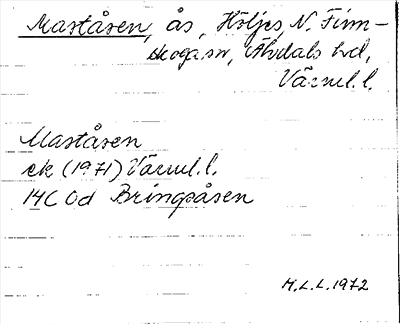 Maståsen, ås, Höljes, N. Finn-
skoga sn, Älvdals hd,
Värml. l.
Maståsen
ek (1971) Värml. l.
14C 0d Bringsåsen
M.L.L. 1972